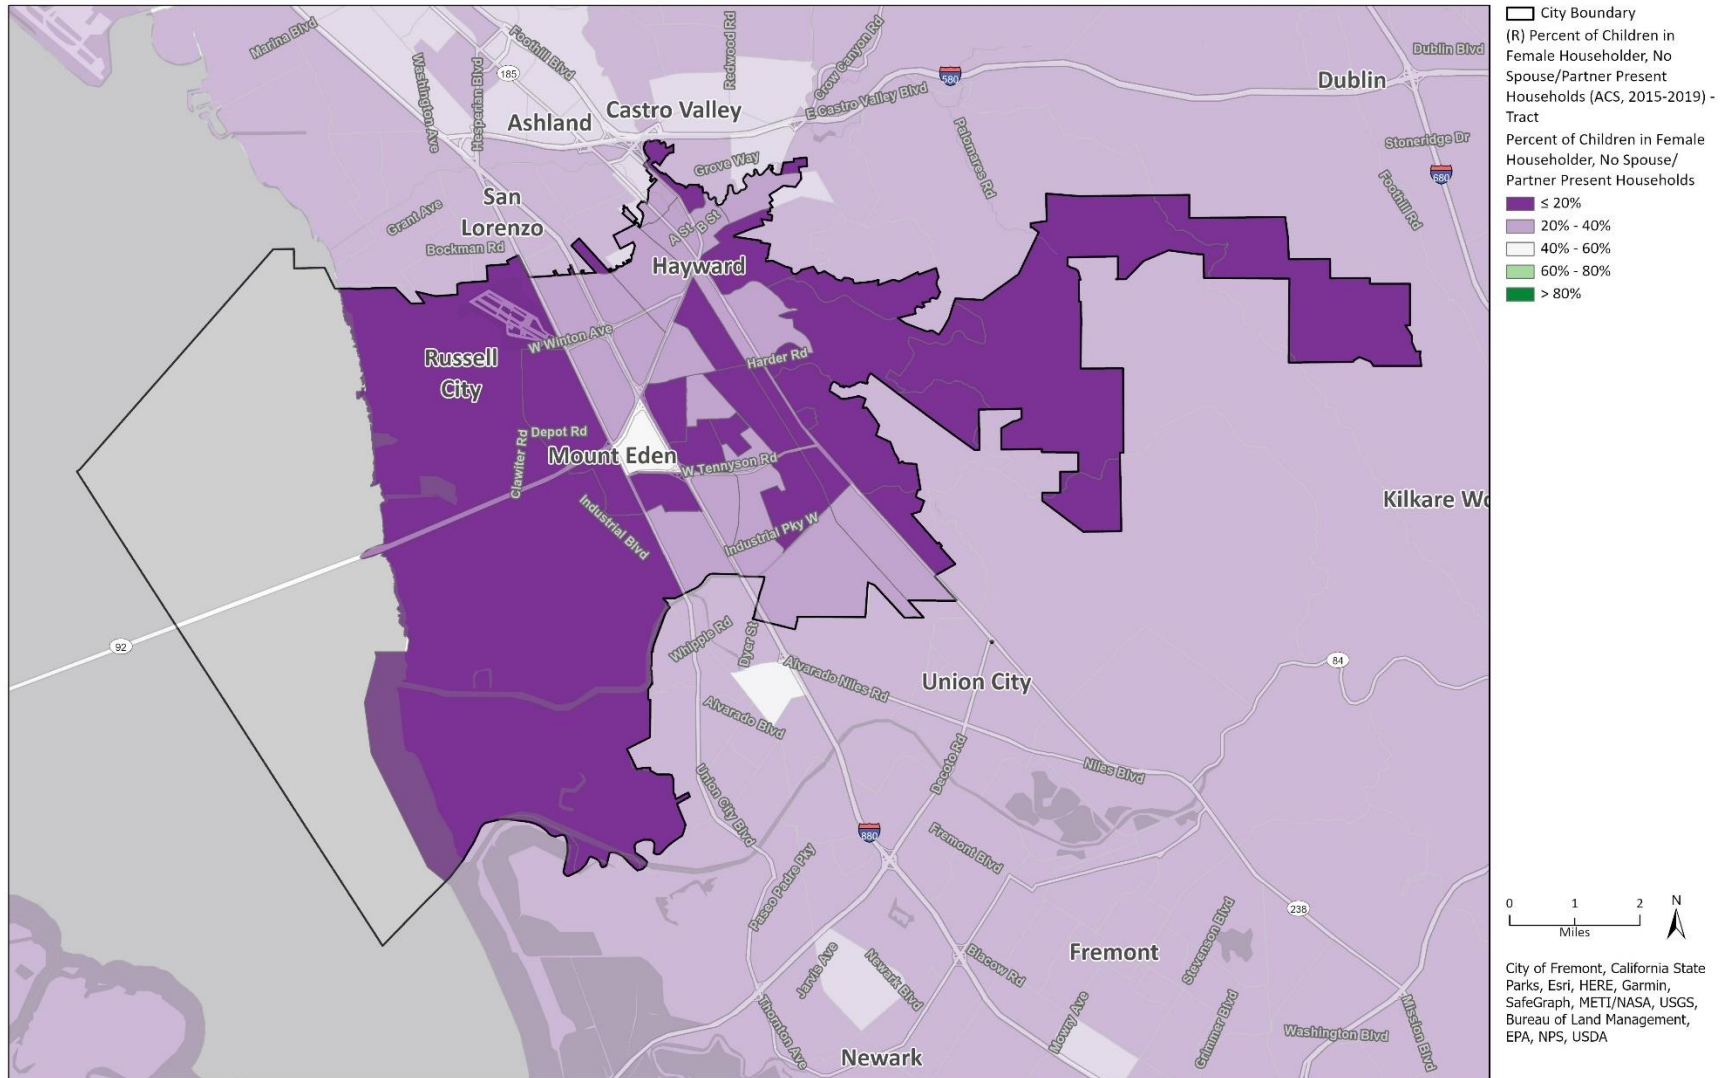 Marina Blvd
Washington Ave
Hesperian Blvd
185
Foothill Blvd
Redwood Rd
Crow Canyon Rd
E Castro Valley Blvd
580
Dublin Blvd
Dublin
Castro Valley
Ashland
Grove Way
Palomares Rd
Stoneridge Dr
680
Foothill Rd
San
Lorenzo
Grant Ave
Bockman Rd
A St
B St
Hayward
W Winton Ave
Russell
City
Harder Rd
Depot Rd
Clawiter Rd
Mount Eden
W Tennyson Rd
Industrial Blvd
Industrial Pky W
Kilkare Wo
92
Whipple Rd
Dyer St
Alvarado Niles Rd
Union City
84
Alvarado Blvd
Decoto Rd
Niles Blvd
Union City Blvd
880
Fremont Blvd
Paseo Padre Pky
238
Stevenson Blvd
Fremont
Jarvis Ave
Newark Blvd
Blacow Rd
Thornton Ave
Mowry Ave
Grimmer Blvd
Washington Blvd
Mission Blvd
Newark
City Boundary
(R) Percent of Children in
Female Householder, No
Spouse/Partner Present
Households (ACS, 2015-2019) -
Tract
Percent of Children in Female
Householder, No Spouse/
Partner Present Households
≤ 20%
20% - 40%
40% - 60%
60% - 80%
> 80%
0 1 2
Miles
N
City of Fremont, California State
Parks, Esri, HERE, Garmin,
SafeGraph, METI/NASA, USGS,
Bureau of Land Management,
EPA, NPS, USDA